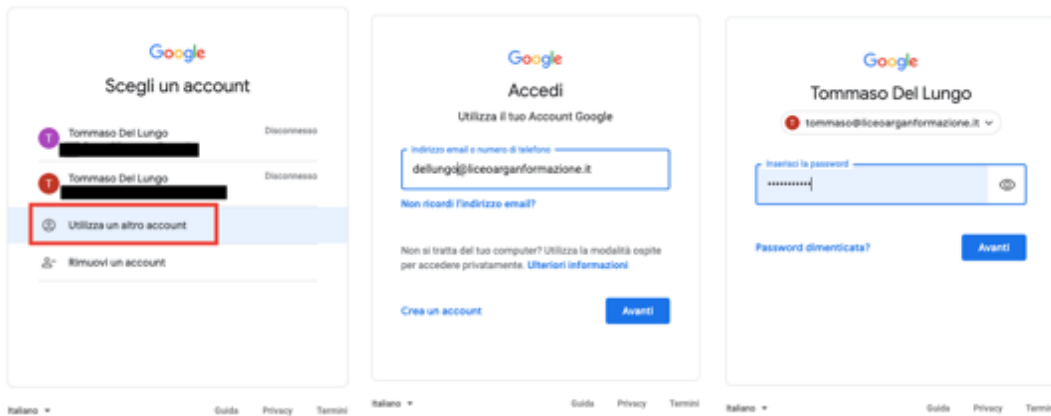 Google
Scegli un account
T
Tommaso Del Lungo
Disconnesso
T
Tommaso Del Lungo
Disconnesso
Utilizza un altro account
Rimuovi un account
Italiano
Guida Privacy Termini
Google
Accedi
Utilizza il tuo Account Google
Indirizzo email o numero di telefono
dellungo@liceoarganformazione.it
Non ricordi l'indirizzo email?
Non si tratta del tuo computer? Utilizza la modalità ospite
per accedere privatamente. Ulteriori informazioni
Crea un account
Avanti
Italiano
Guida Privacy Termini
Google
Tommaso Del Lungo
T tommaso@liceoarganformazione.it
Inserisci la password
•••••••••••
Password dimenticata?
Avanti
Italiano
Guida Privacy Termini